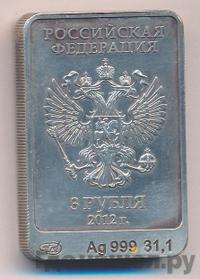 РОССИЙСКАЯ
ФЕДЕРАЦИЯ
3 РУБЛЯ
2012 г.
Ag 999 31,1